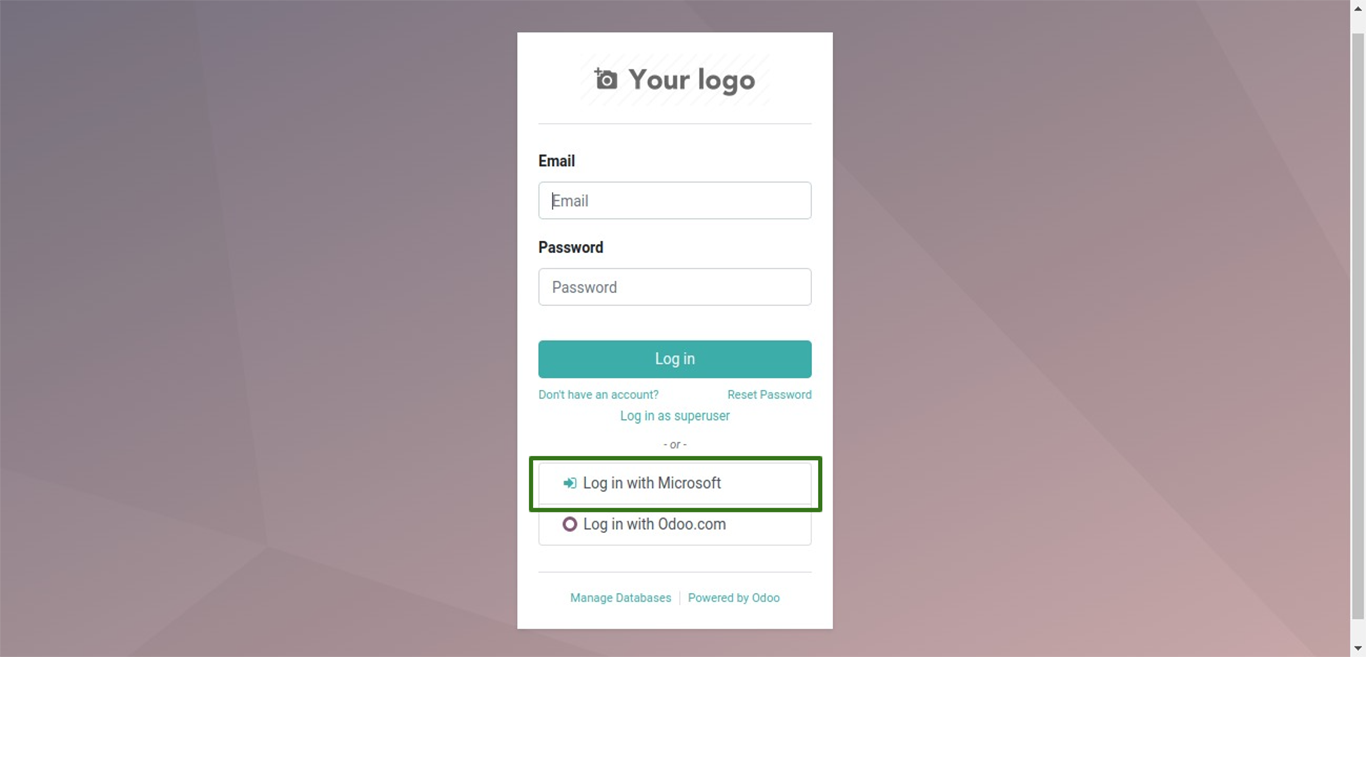 Your logo
Email
Email
Password
Password
Log in
Don't have an account? Reset Password
Log in as superuser
- or -
Log in with Microsoft
Log in with Odoo.com
Manage Databases Powered by Odoo